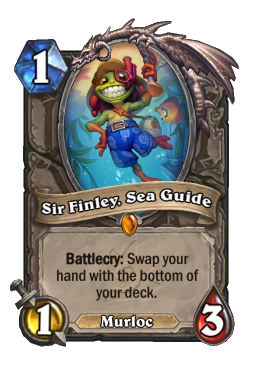 1
Sir Finley, Sea Guide
Battlecry: Swap your
hand with the bottom of
your deck.
1
Murloc
3